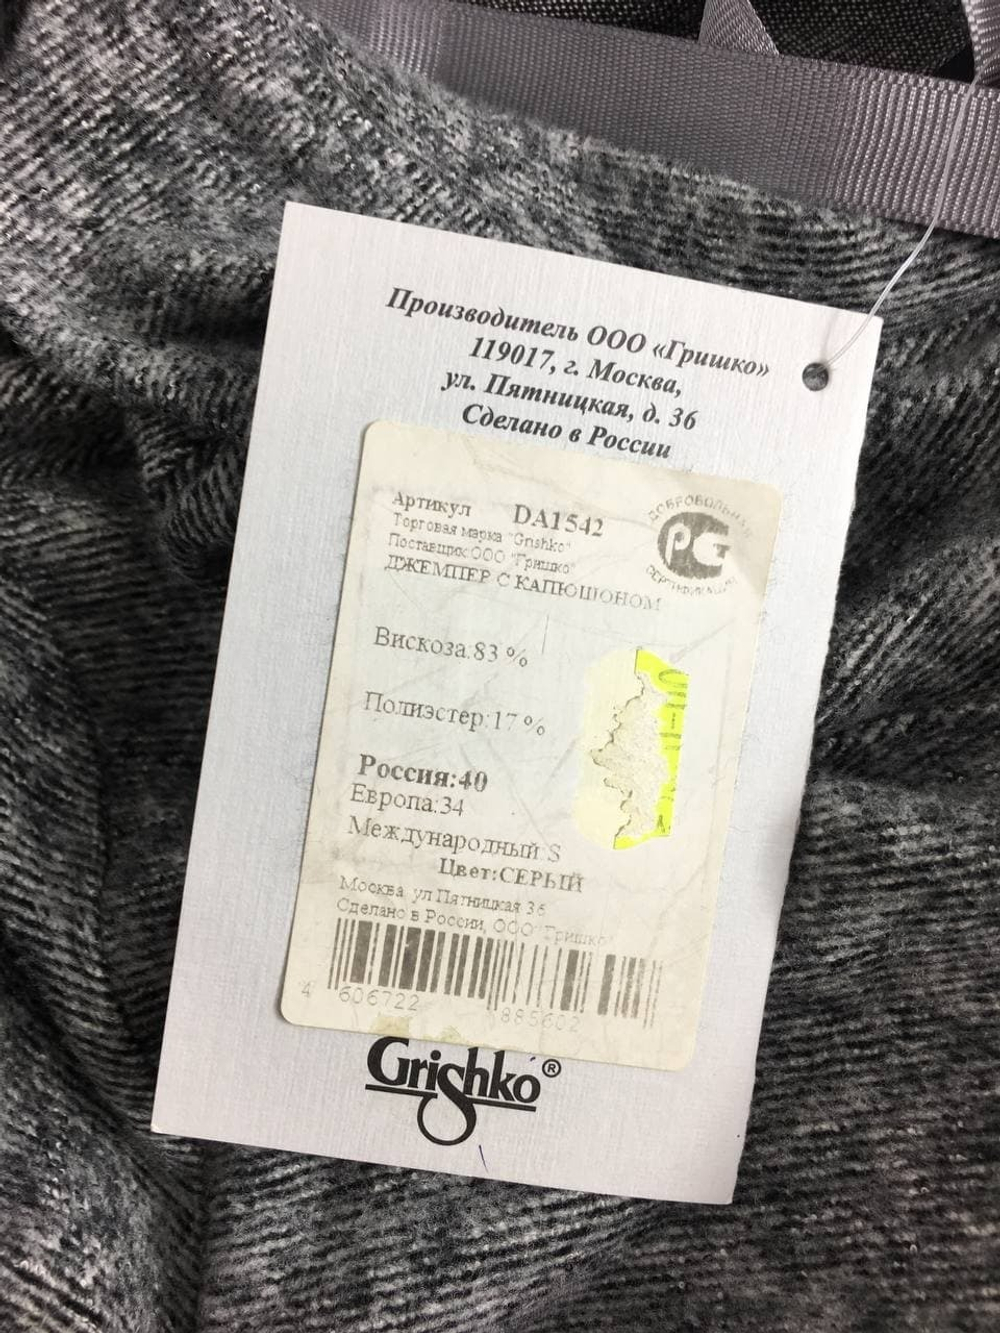 Производитель ООО «Гришко»
119017, г. Москва,
ул. Пятницкая, д. 36
Сделано в России
Артикул DA1542
Торговая марка "Grishko"
Поставщик:ООО "Гришко"
ДЖЕМПЕР С КАПЮШОНОМ
ДОБРОВОЛЬНАЯ
РСТ
Вискоза:83 %
Полиэстер:17 %
Россия:40
Европа:34
Международный:S
Цвет:СЕРЫЙ
Москва ул Пятницкая 36
Сделано в России, ООО "Гришко"
4 606722 885602
Grishko®